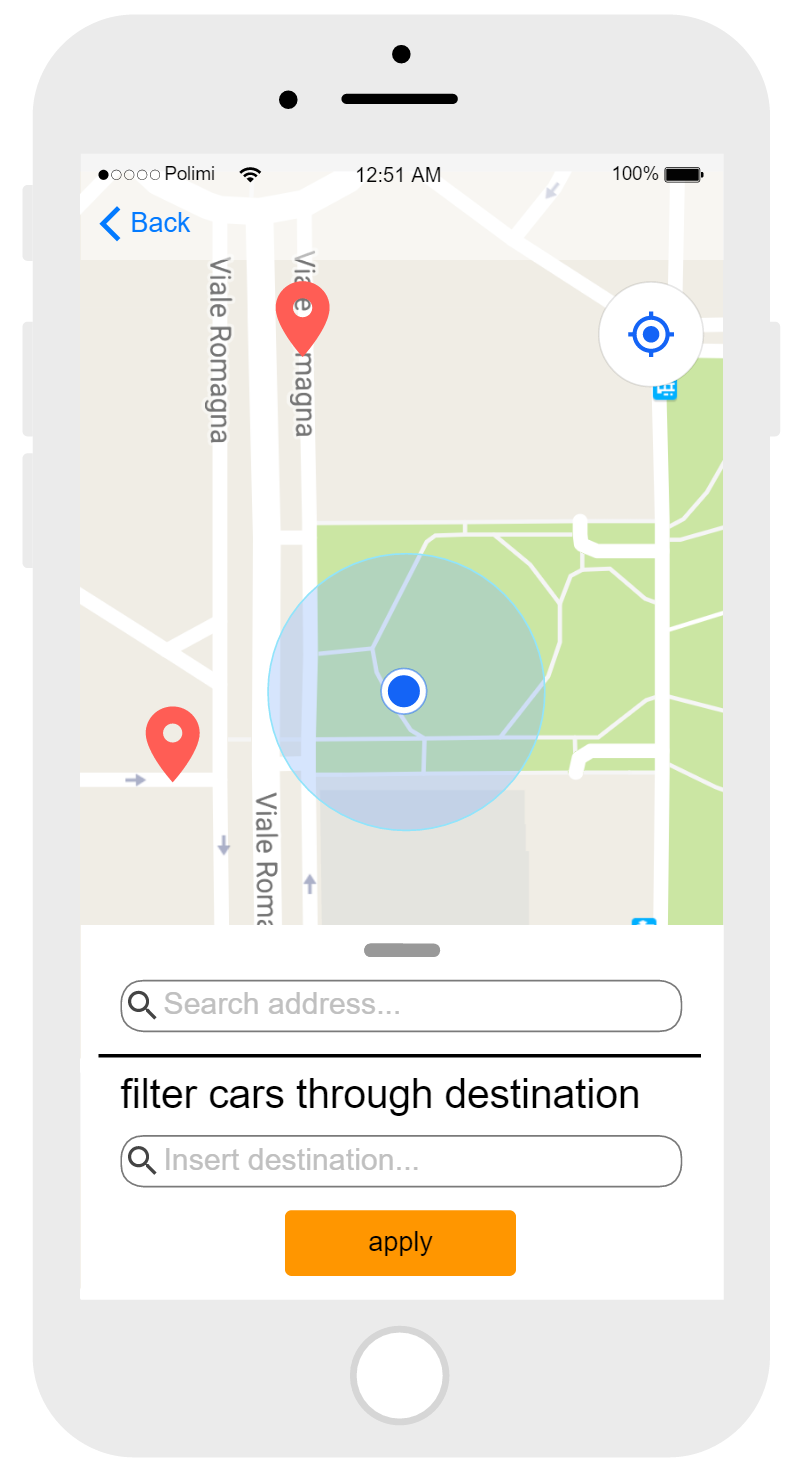 Polimi 12:51 AM 100%
Back
Viale Romagna
Viale Romagna
Viale Roma
Search address...
filter cars through destination
Insert destination...
apply